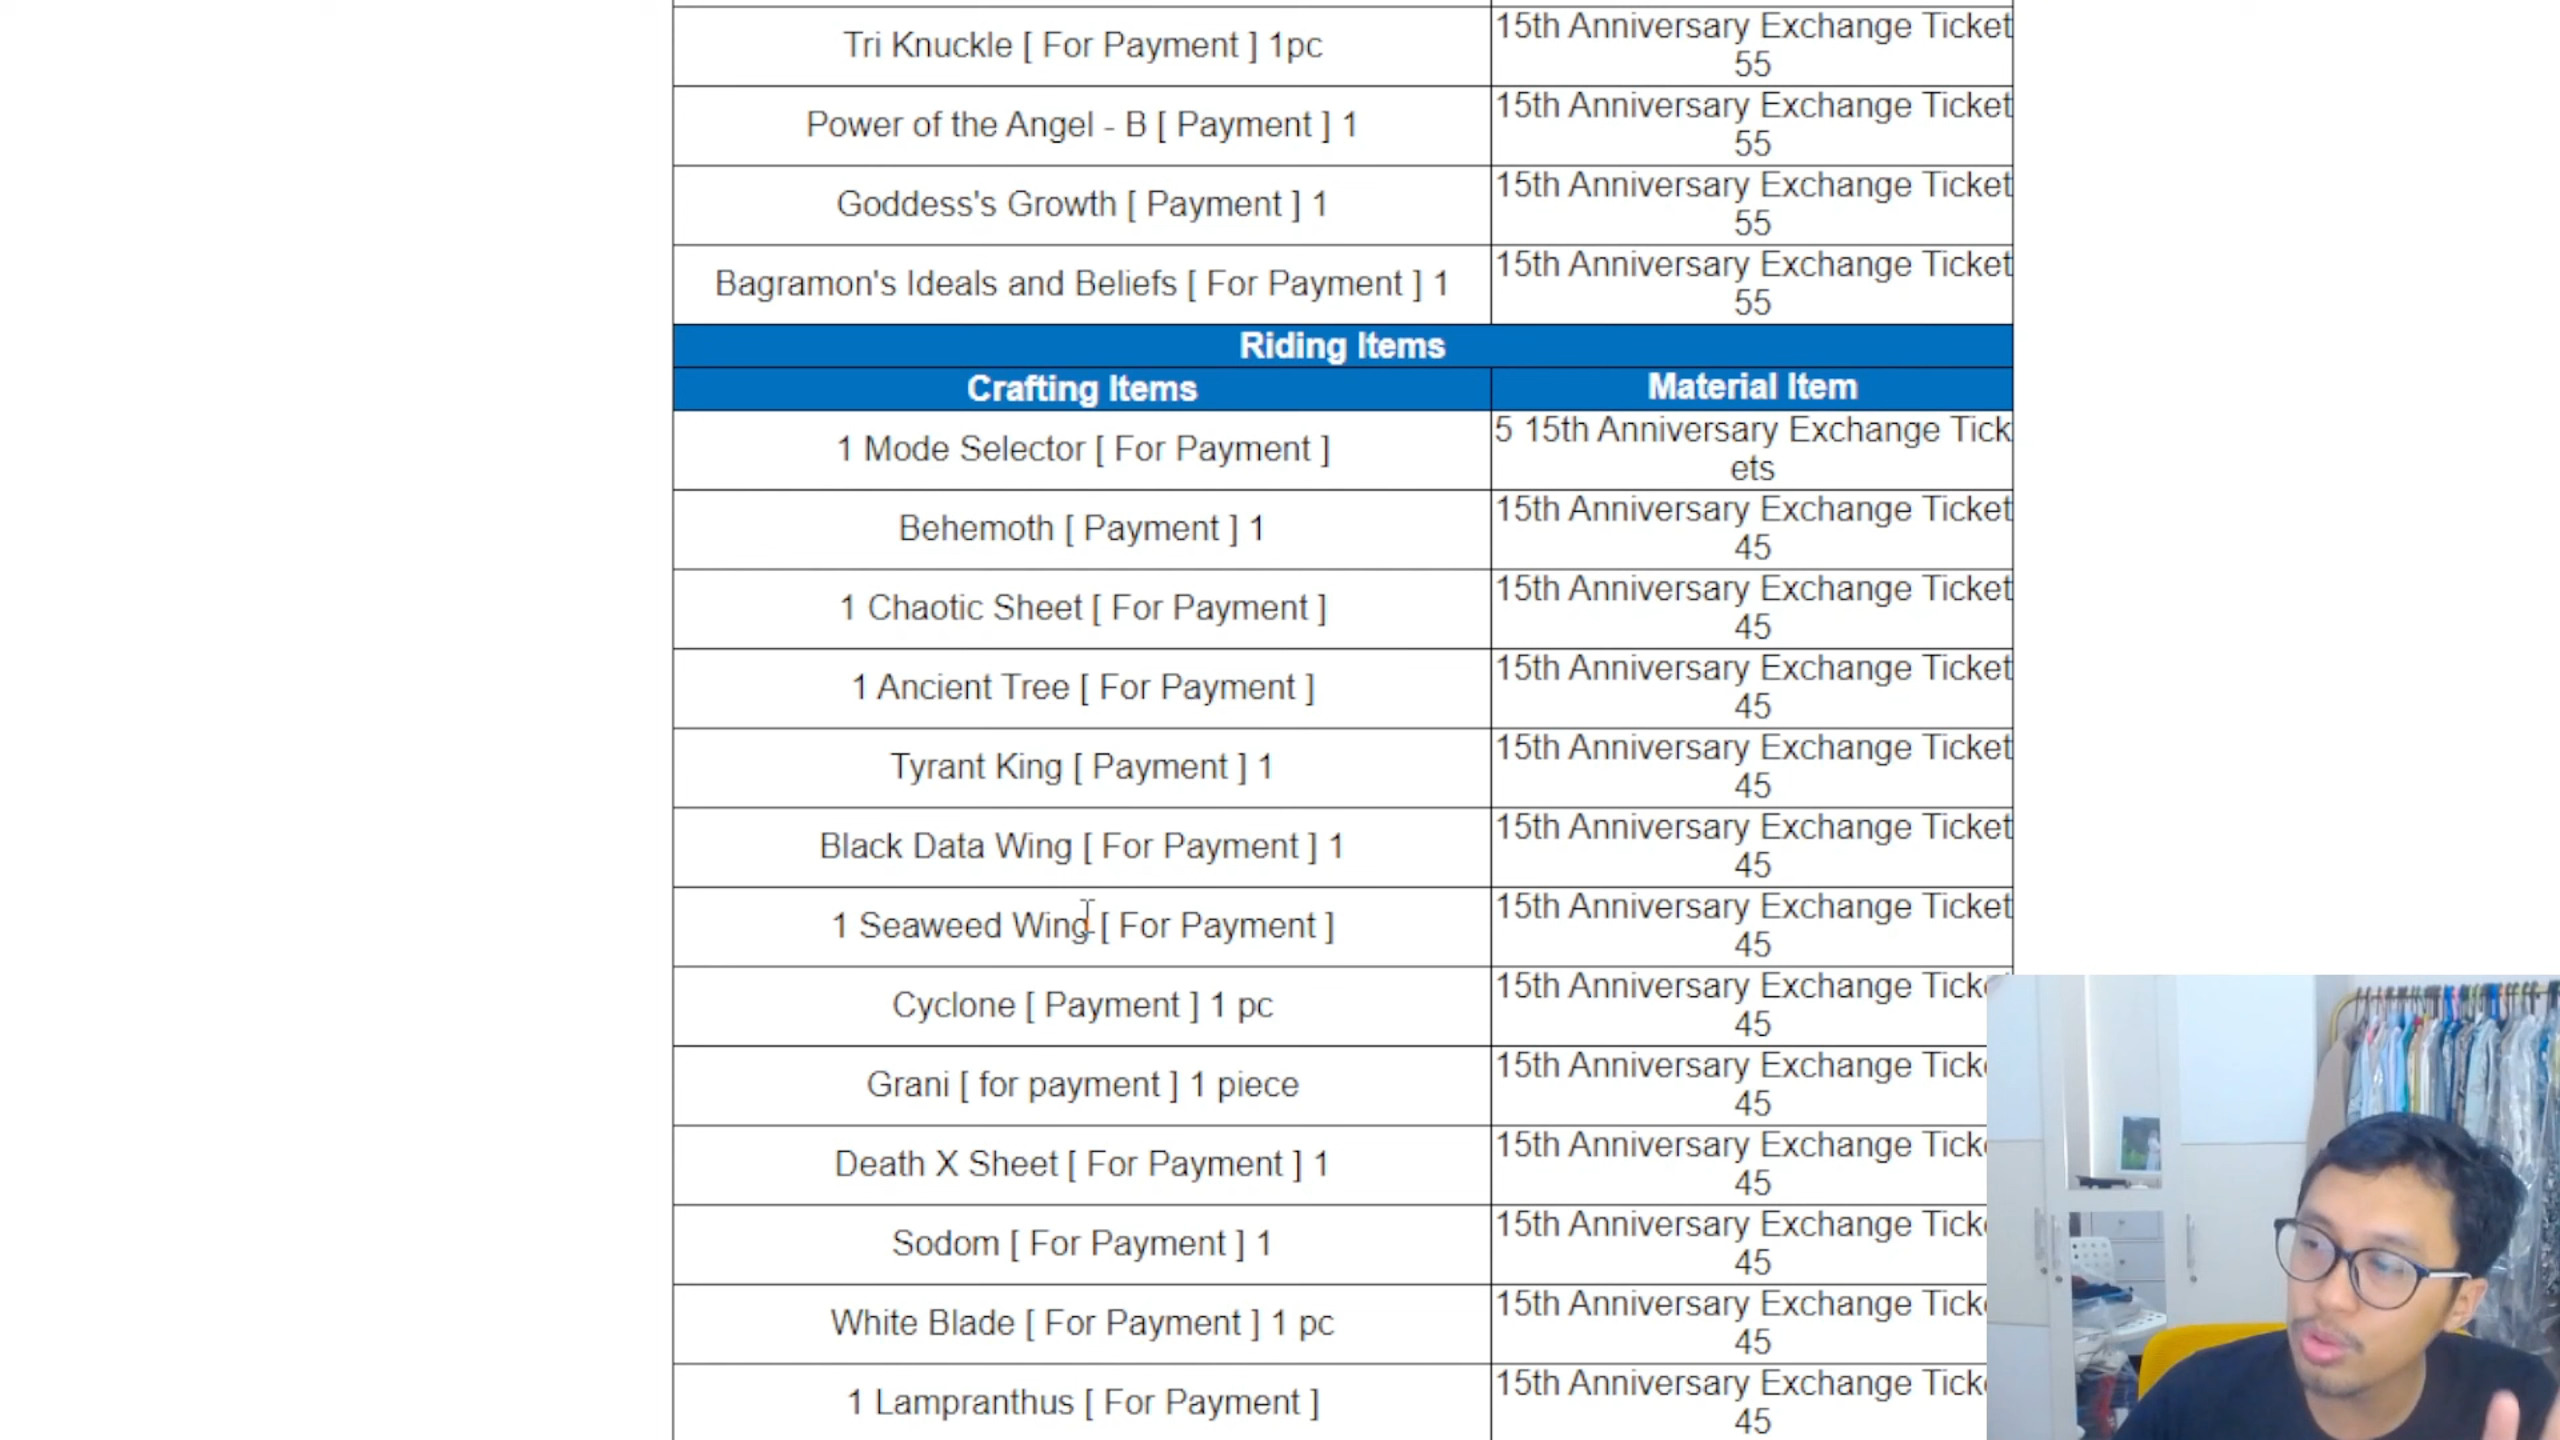 Tri Knuckle [ For Payment ] 1pc
15th Anniversary Exchange Ticket
55
Power of the Angel - B [ Payment ] 1
15th Anniversary Exchange Ticket
55
Goddess's Growth [ Payment ] 1
15th Anniversary Exchange Ticket
55
Bagramon's Ideals and Beliefs [ For Payment ] 1
15th Anniversary Exchange Ticket
55
Riding Items
Crafting Items
Material Item
1 Mode Selector [ For Payment ]
5 15th Anniversary Exchange Tick
ets
Behemoth [ Payment ] 1
15th Anniversary Exchange Ticket
45
1 Chaotic Sheet [ For Payment ]
15th Anniversary Exchange Ticket
45
1 Ancient Tree [ For Payment ]
15th Anniversary Exchange Ticket
45
Tyrant King [ Payment ] 1
15th Anniversary Exchange Ticket
45
Black Data Wing [ For Payment ] 1
15th Anniversary Exchange Ticket
45
1 Seaweed Wing [ For Payment ]
15th Anniversary Exchange Ticket
45
Cyclone [ Payment ] 1 pc
15th Anniversary Exchange Tick
45
Grani [ for payment ] 1 piece
15th Anniversary Exchange Tick
45
Death X Sheet [ For Payment ] 1
15th Anniversary Exchange Tick
45
Sodom [ For Payment ] 1
15th Anniversary Exchange Tick
45
White Blade [ For Payment ] 1 pc
15th Anniversary Exchange Tick
45
1 Lampranthus [ For Payment ]
15th Anniversary Exchange Tick
45